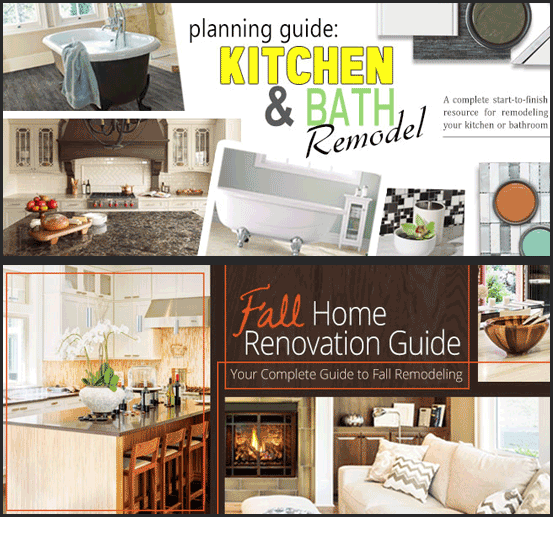 planning guide:
KITCHEN
& BATH
Remodel
A complete start-to-finish
resource for remodeling
your kitchen or bathroom
Fall Home
Renovation Guide
Your Complete Guide to Fall Remodeling